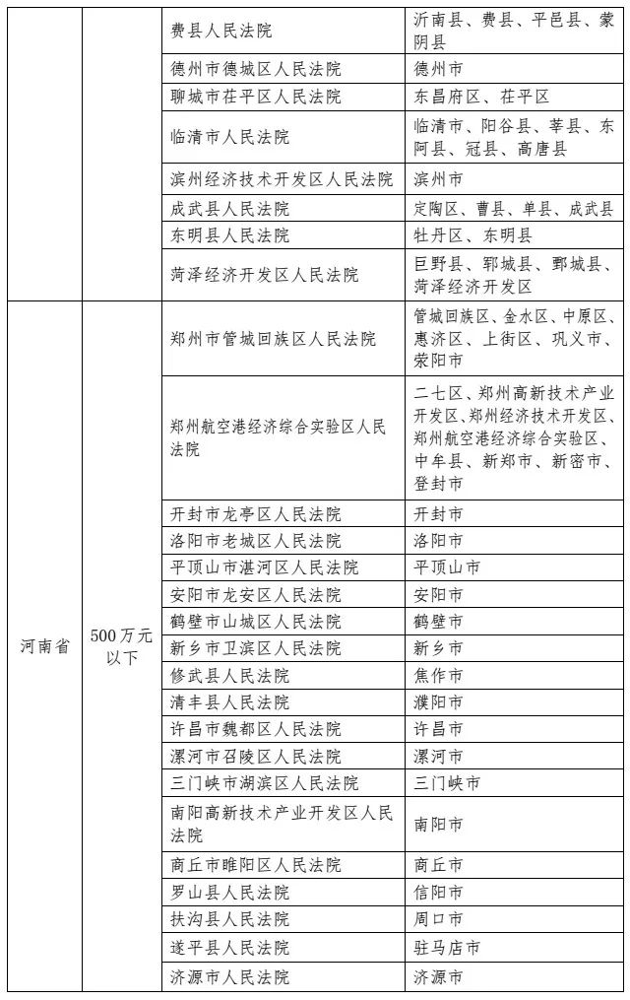 费县人民法院
沂南县、费县、平邑县、蒙
阴县
德州市德城区人民法院
德州市
聊城市茌平区人民法院
东昌府区、茌平区
临清市人民法院
临清市、阳谷县、莘县、东
阿县、冠县、高唐县
滨州经济技术开发区人民法院
滨州市
成武县人民法院
定陶区、曹县、单县、成武县
东明县人民法院
牡丹区、东明县
菏泽经济开发区人民法院
巨野县、郓城县、鄄城县、
菏泽经济开发区
河南省
500万元
以下
郑州市管城回族区人民法院
管城回族区、金水区、中原区、
惠济区、上街区、巩义市、
荥阳市
郑州航空港经济综合实验区人民
法院
二七区、郑州高新技术产业
开发区、郑州经济技术开发区、
郑州航空港经济综合实验区、
中牟县、新郑市、新密市、
登封市
开封市龙亭区人民法院
开封市
洛阳市老城区人民法院
洛阳市
平顶山市湛河区人民法院
平顶山市
安阳市龙安区人民法院
安阳市
鹤壁市山城区人民法院
鹤壁市
新乡市卫滨区人民法院
新乡市
修武县人民法院
焦作市
清丰县人民法院
濮阳市
许昌市魏都区人民法院
许昌市
漯河市召陵区人民法院
漯河市
三门峡市湖滨区人民法院
三门峡市
南阳高新技术产业开发区人民
法院
南阳市
商丘市睢阳区人民法院
商丘市
罗山县人民法院
信阳市
扶沟县人民法院
周口市
遂平县人民法院
驻马店市
济源市人民法院
济源市